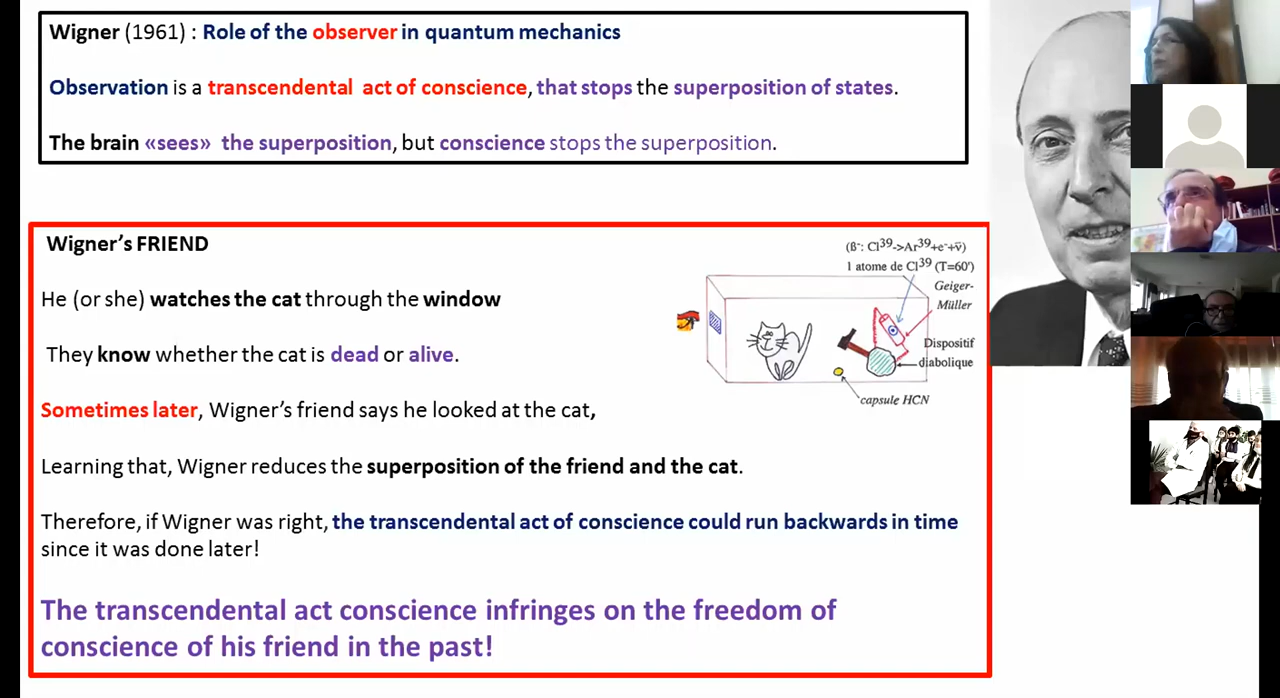 Wigner (1961) : Role of the observer in quantum mechanics
Observation is a transcendental act of conscience, that stops the superposition of states.
The brain «sees» the superposition, but conscience stops the superposition.
Wigner's FRIEND
He (or she) watches the cat through the window
They know whether the cat is dead or alive.
Sometimes later, Wigner's friend says he looked at the cat,
Learning that, Wigner reduces the superposition of the friend and the cat.
Therefore, if Wigner was right, the transcendental act of conscience could run backwards in time
since it was done later!
The transcendental act conscience infringes on the freedom of
conscience of his friend in the past!
(β⁻: Cl³⁹->Ar³⁹+e⁻+ν̄)
1 atome de Cl³⁹ (T=60')
Geiger-
Müller
Dispositif
diabolique
capsule HCN